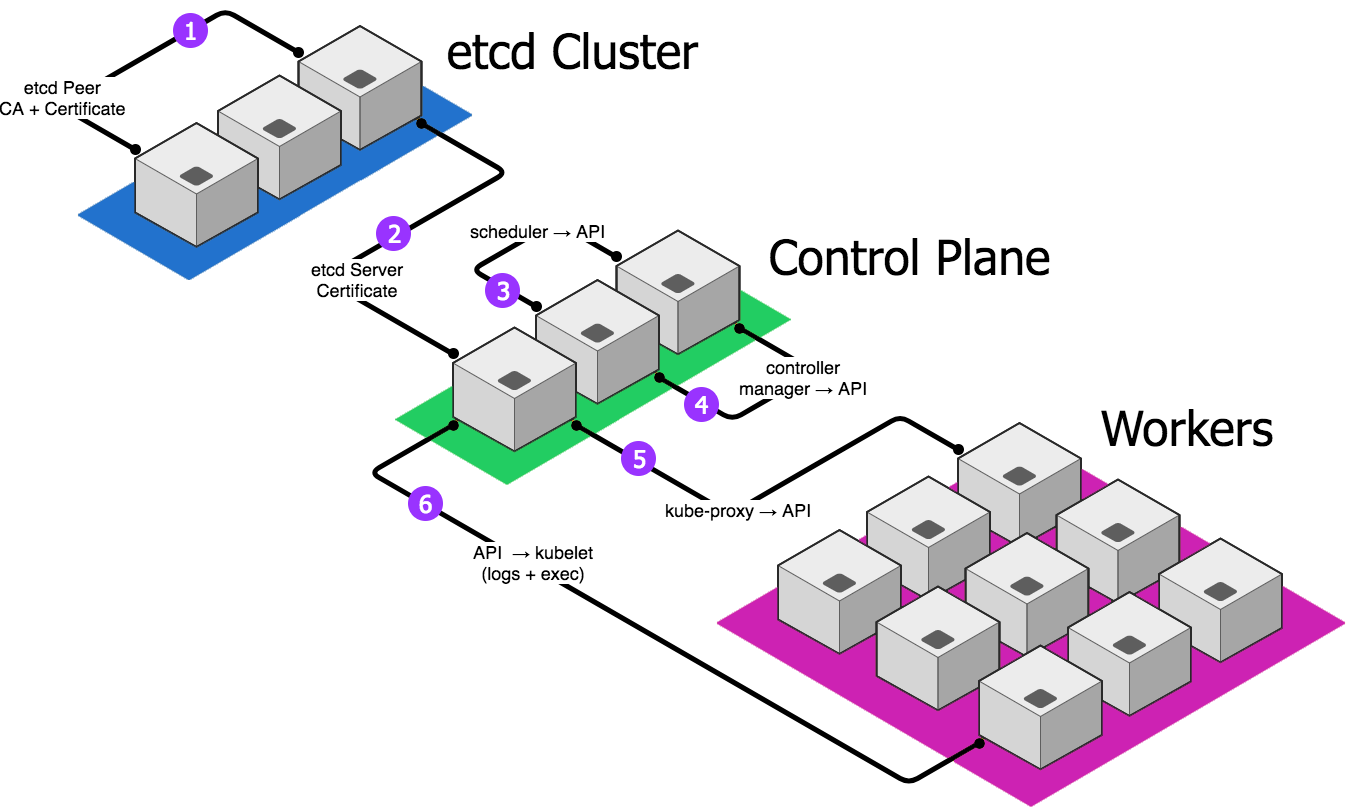 1
etcd Cluster
etcd Peer
CA + Certificate
2
etcd Server
Certificate
scheduler → API
3
Control Plane
controller
manager → API
4
Workers
5
kube-proxy → API
6
API → kubelet
(logs + exec)